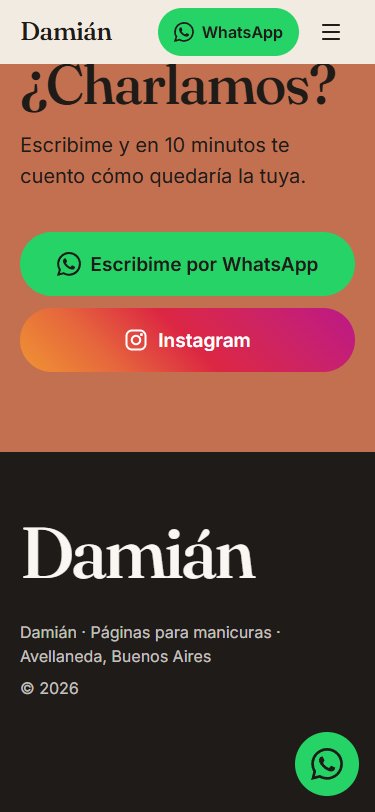 Damián
WhatsApp
¿Charlamos?
Escribime y en 10 minutos te
cuento cómo quedaría la tuya.
Escribime por WhatsApp
Instagram
Damián
Damián · Páginas para manicuras ·
Avellaneda, Buenos Aires
© 2026